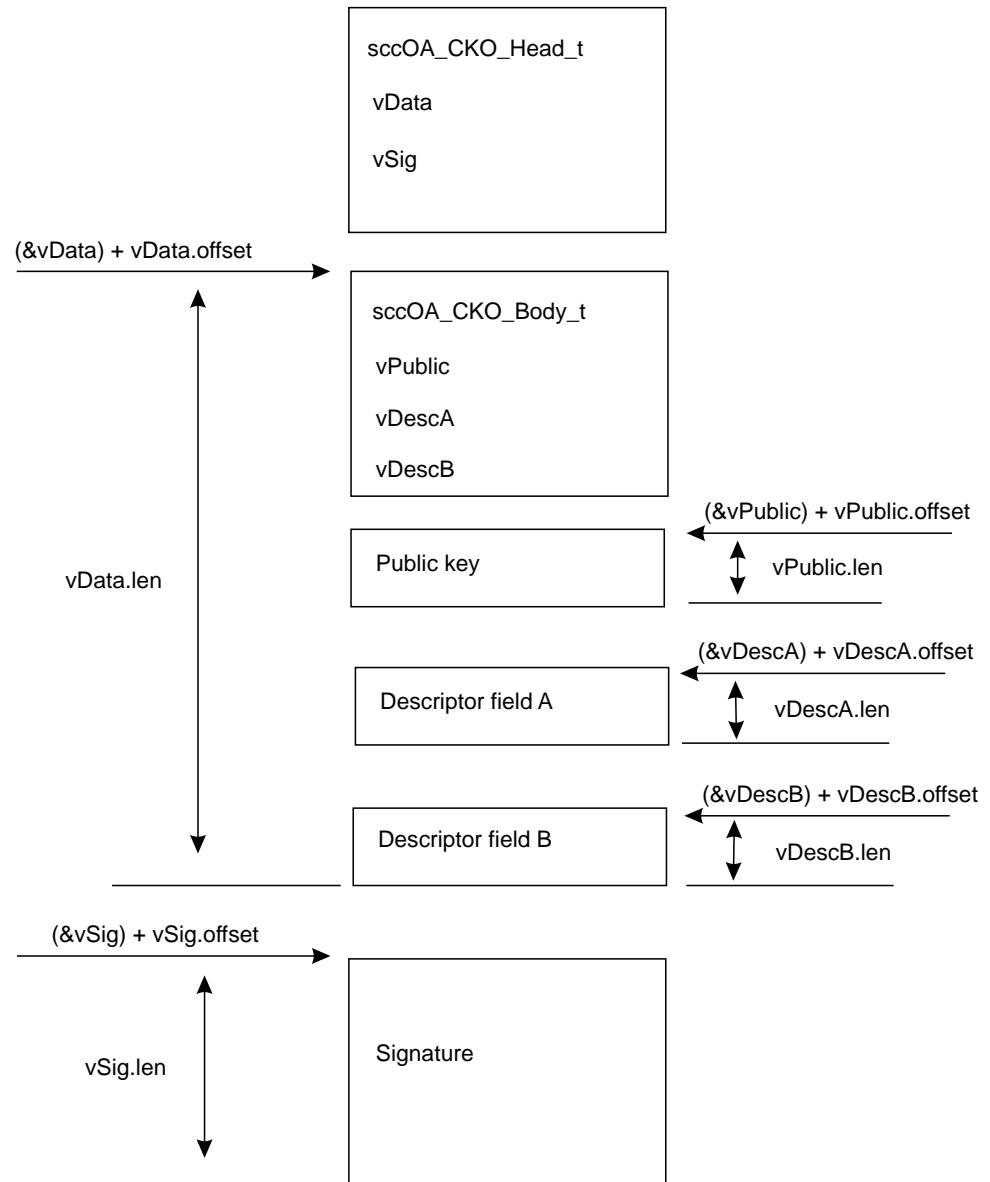 sccOA_CKO_Head_t
vData
vSig
(&vData) + vData.offset
sccOA_CKO_Body_t
vPublic
vDescA
vDescB
(&vPublic) + vPublic.offset
Public key
vPublic.len
vData.len
(&vDescA) + vDescA.offset
Descriptor field A
vDescA.len
(&vDescB) + vDescB.offset
Descriptor field B
vDescB.len
(&vSig) + vSig.offset
Signature
vSig.len